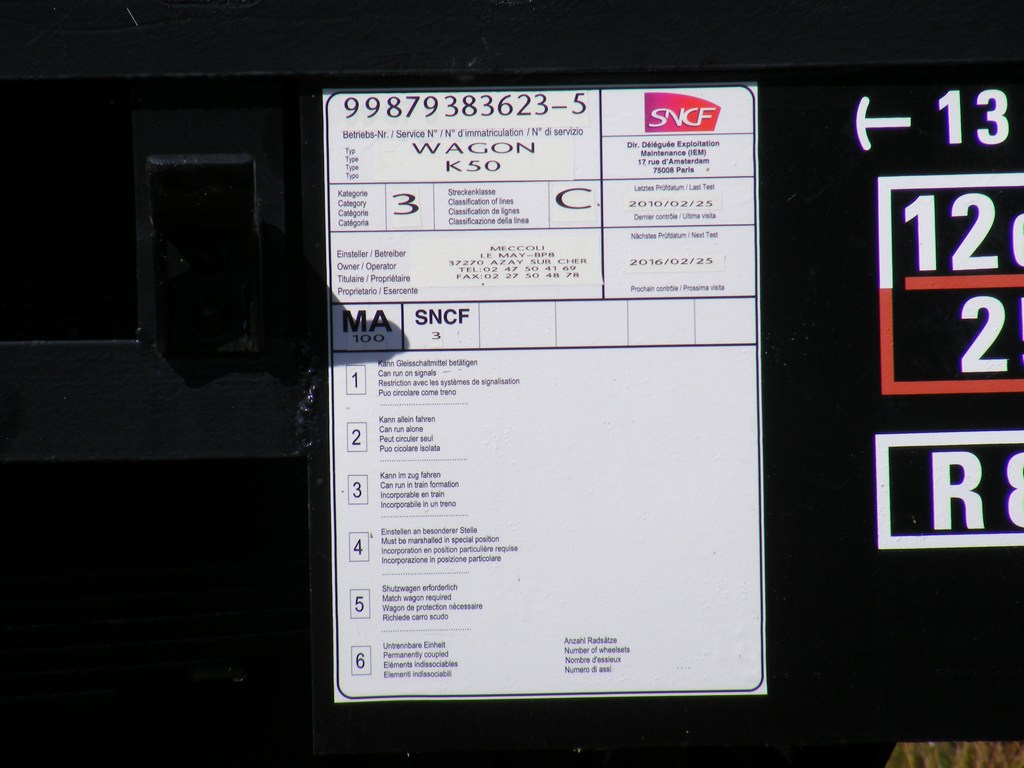 99879383623-5
Betriebs-Nr. / Service N° / N° d'immatriculation / N° di servizio
Typ
Type
Type
Tipo
WAGON
K50
SNCF
Dir. Déléguée Exploitation
Maintenance (IEM)
17 rue d'Amsterdam
75008 Paris
Kategorie
Category
Catégorie
Catégoria
3
Streckenklasse
Classification of lines
Classification de lignes
Classificazione della linea
C
Letztes Prüfdatum / Last Test
2010/02/25
Dernier contrôle / Ultima visita
Einsteller / Betreiber
Owner / Operator
Titulaire / Propriétaire
Proprietario / Esercente
MECCOLI
LE MAY-BP8
37270 AZAY SUR CHER
TEL:02 47 50 41 69
FAX:02 27 50 48 78
Nächstes Prüfdatum / Next Test
2016/02/25
Prochain contrôle / Prossima visita
MA
100
SNCF
3
1
Kann Gleisschaltmittel betätigen
Can run on signals
Restriction avec les systèmes de signalisation
Puo circolare come treno
2
Kann allein fahren
Can run alone
Peut circuler seul
Puo cicolare isolata
3
Kann im zug fahren
Can run in train formation
Incorporable en train
Incorporabile in un treno
4
Einstellen an besonderer Stelle
Must be marshalled in special position
Incorporation en position particulière requise
Incorporazione in posizione particolare
5
Shutzwagen erforderlich
Match wagon required
Wagon de protection nécessaire
Richiede carro scudo
6
Untrennbare Einheit
Permanently coupled
Eléments indissociables
Elementi indissociabili
Anzahl Radsätze
Number of wheelsets
Nombre d'essieux
Numero di assi
13
12
25
R 8